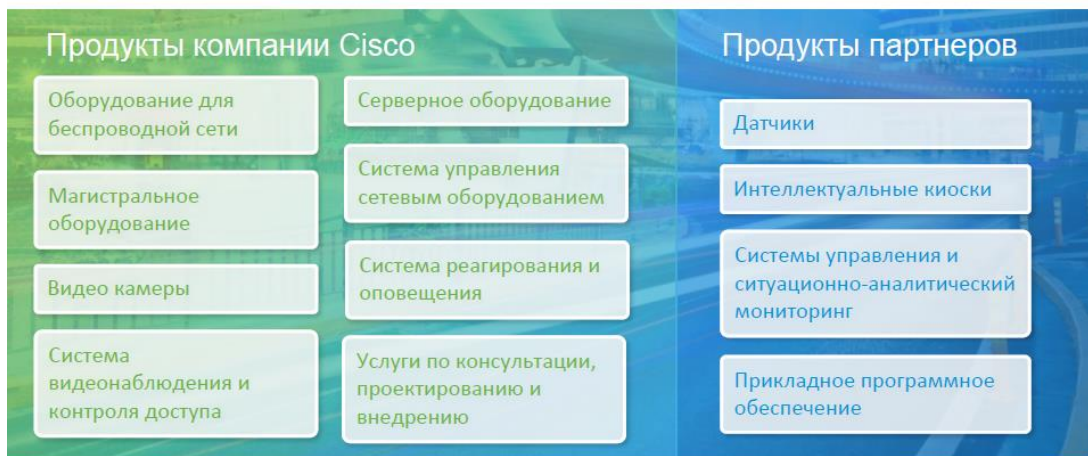 Продукты компании Cisco
Оборудование для
беспроводной сети
Магистральное
оборудование
Видео камеры
Система
видеонаблюдения и
контроля доступа
Серверное оборудование
Система управления
сетевым оборудованием
Система реагирования и
оповещения
Услуги по консультации,
проектированию и
внедрению
Продукты партнеров
Датчики
Интеллектуальные киоски
Системы управления и
ситуационно-аналитический
мониторинг
Прикладное программное
обеспечение